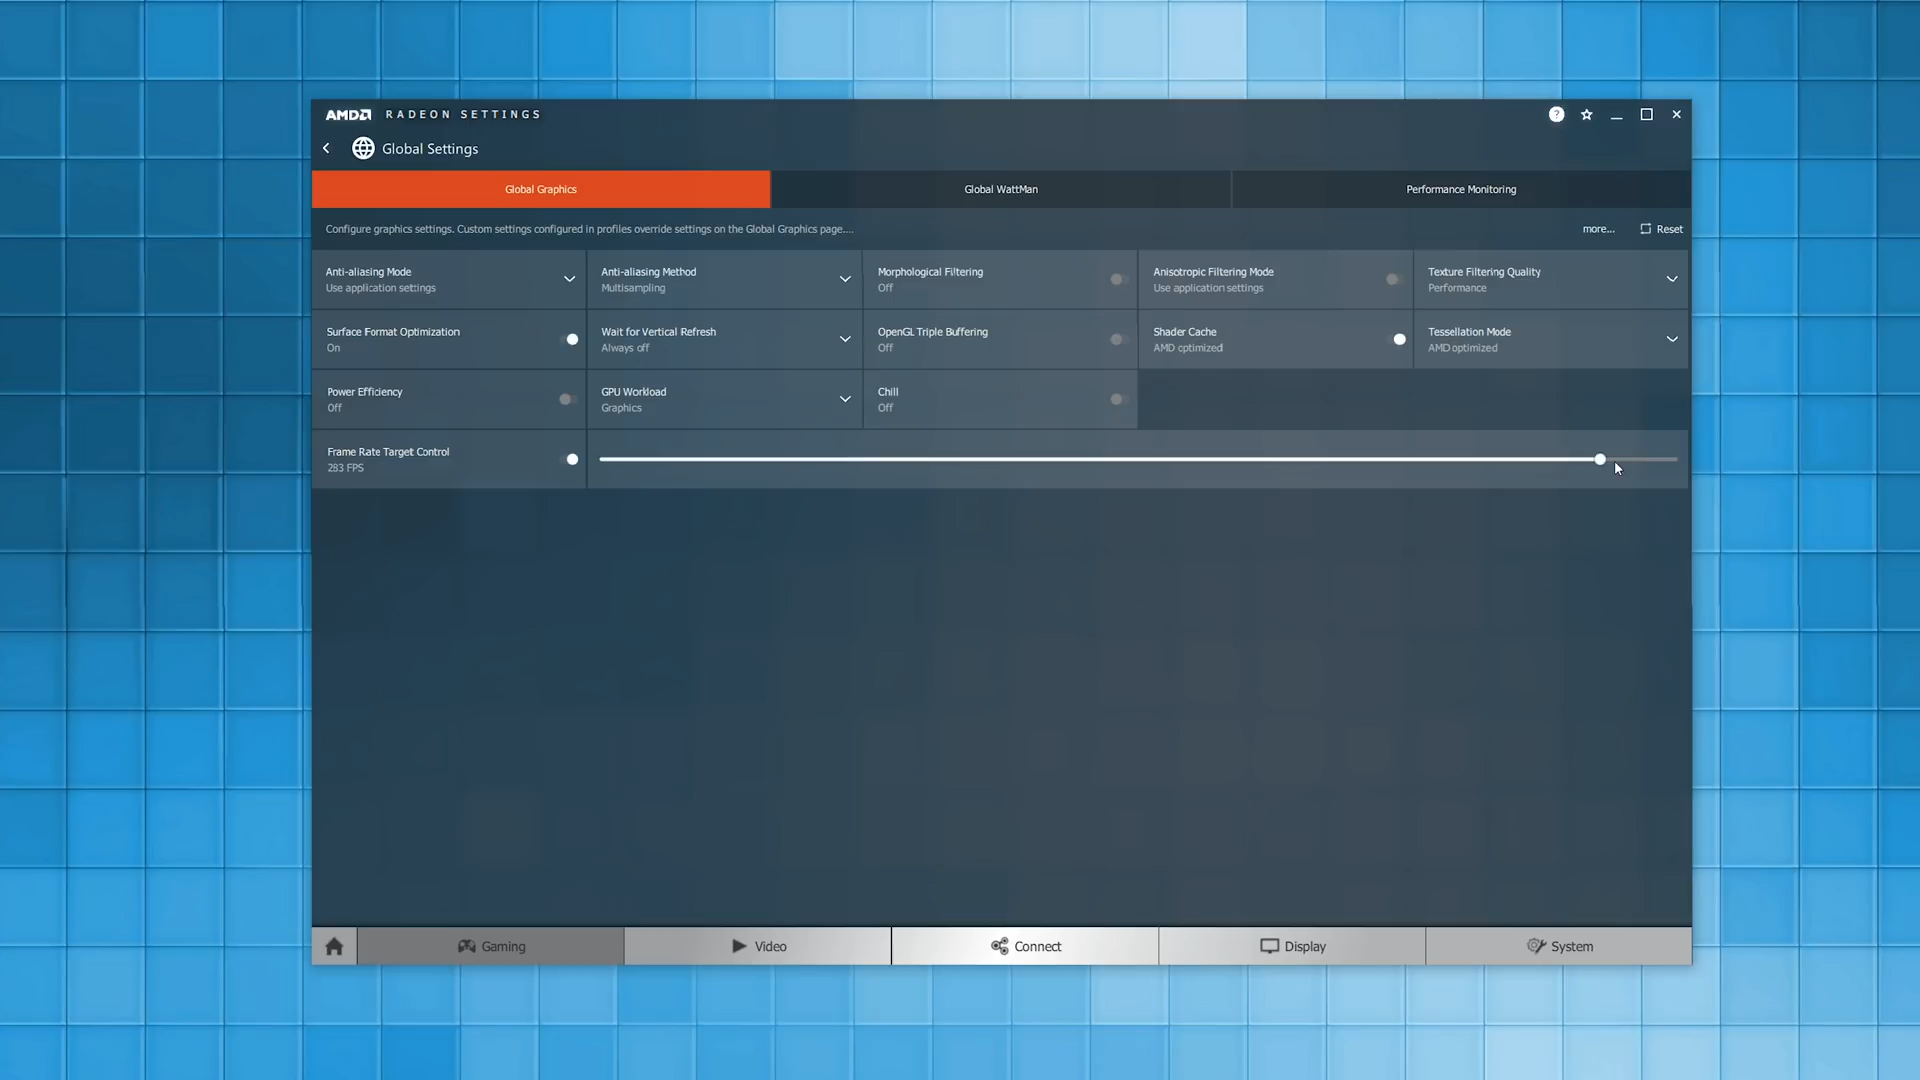 AMD RADEON SETTINGS
Global Settings
Global Graphics
Global WattMan
Performance Monitoring
Configure graphics settings. Custom settings configured in profiles override settings on the Global Graphics page....
more...
Reset
Anti-aliasing Mode
Use application settings
Anti-aliasing Method
Multisampling
Morphological Filtering
Off
Anisotropic Filtering Mode
Use application settings
Texture Filtering Quality
Performance
Surface Format Optimization
On
Wait for Vertical Refresh
Always off
OpenGL Triple Buffering
Off
Shader Cache
AMD optimized
Tessellation Mode
AMD optimized
Power Efficiency
Off
GPU Workload
Graphics
Chill
Off
Frame Rate Target Control
283 FPS
Gaming
Video
Connect
Display
System